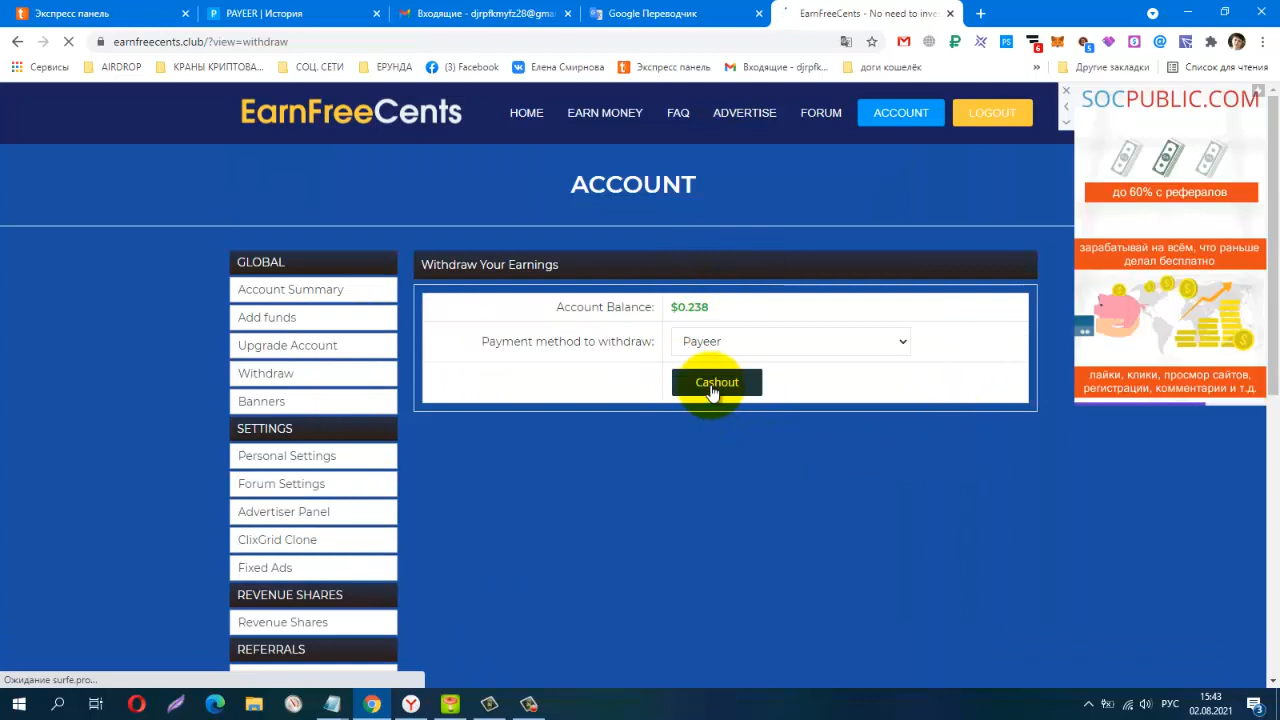 Экспресс панель
PAYEER | История
Входящие - djrpfkmyfz28@gma
Google Переводчик
EarnFreeCents - No need to inve
earnfreecents.club/?view=withdraw
Сервисы
AIRDROP
КРАНЫ КРИПТОВА...
СОЦ. СЕТИ
ЕРУНДА
(3) Facebook
Елена Смирнова
Экспресс панель
Входящие - djrpfk...
доги кошелёк
»
Другие закладки
Список для чтения
EarnFreeCents
HOME
EARN MONEY
FAQ
ADVERTISE
FORUM
ACCOUNT
LOGOUT
SOCPUBLIC.COM
до 60% с рефералов
зарабатывай на всём, что раньше
делал бесплатно
лайки, клики, просмор сайтов,
регистрации, комментарии и т.д.
ACCOUNT
GLOBAL
Account Summary
Add funds
Upgrade Account
Withdraw
Banners
SETTINGS
Personal Settings
Forum Settings
Advertiser Panel
ClixGrid Clone
Fixed Ads
REVENUE SHARES
Revenue Shares
REFERRALS
Withdraw Your Earnings
Account Balance: $0.238
Payment method to withdraw: Payeer
Cashout
Ожидание surfe.pro...
РУС
15:43
02.08.2021